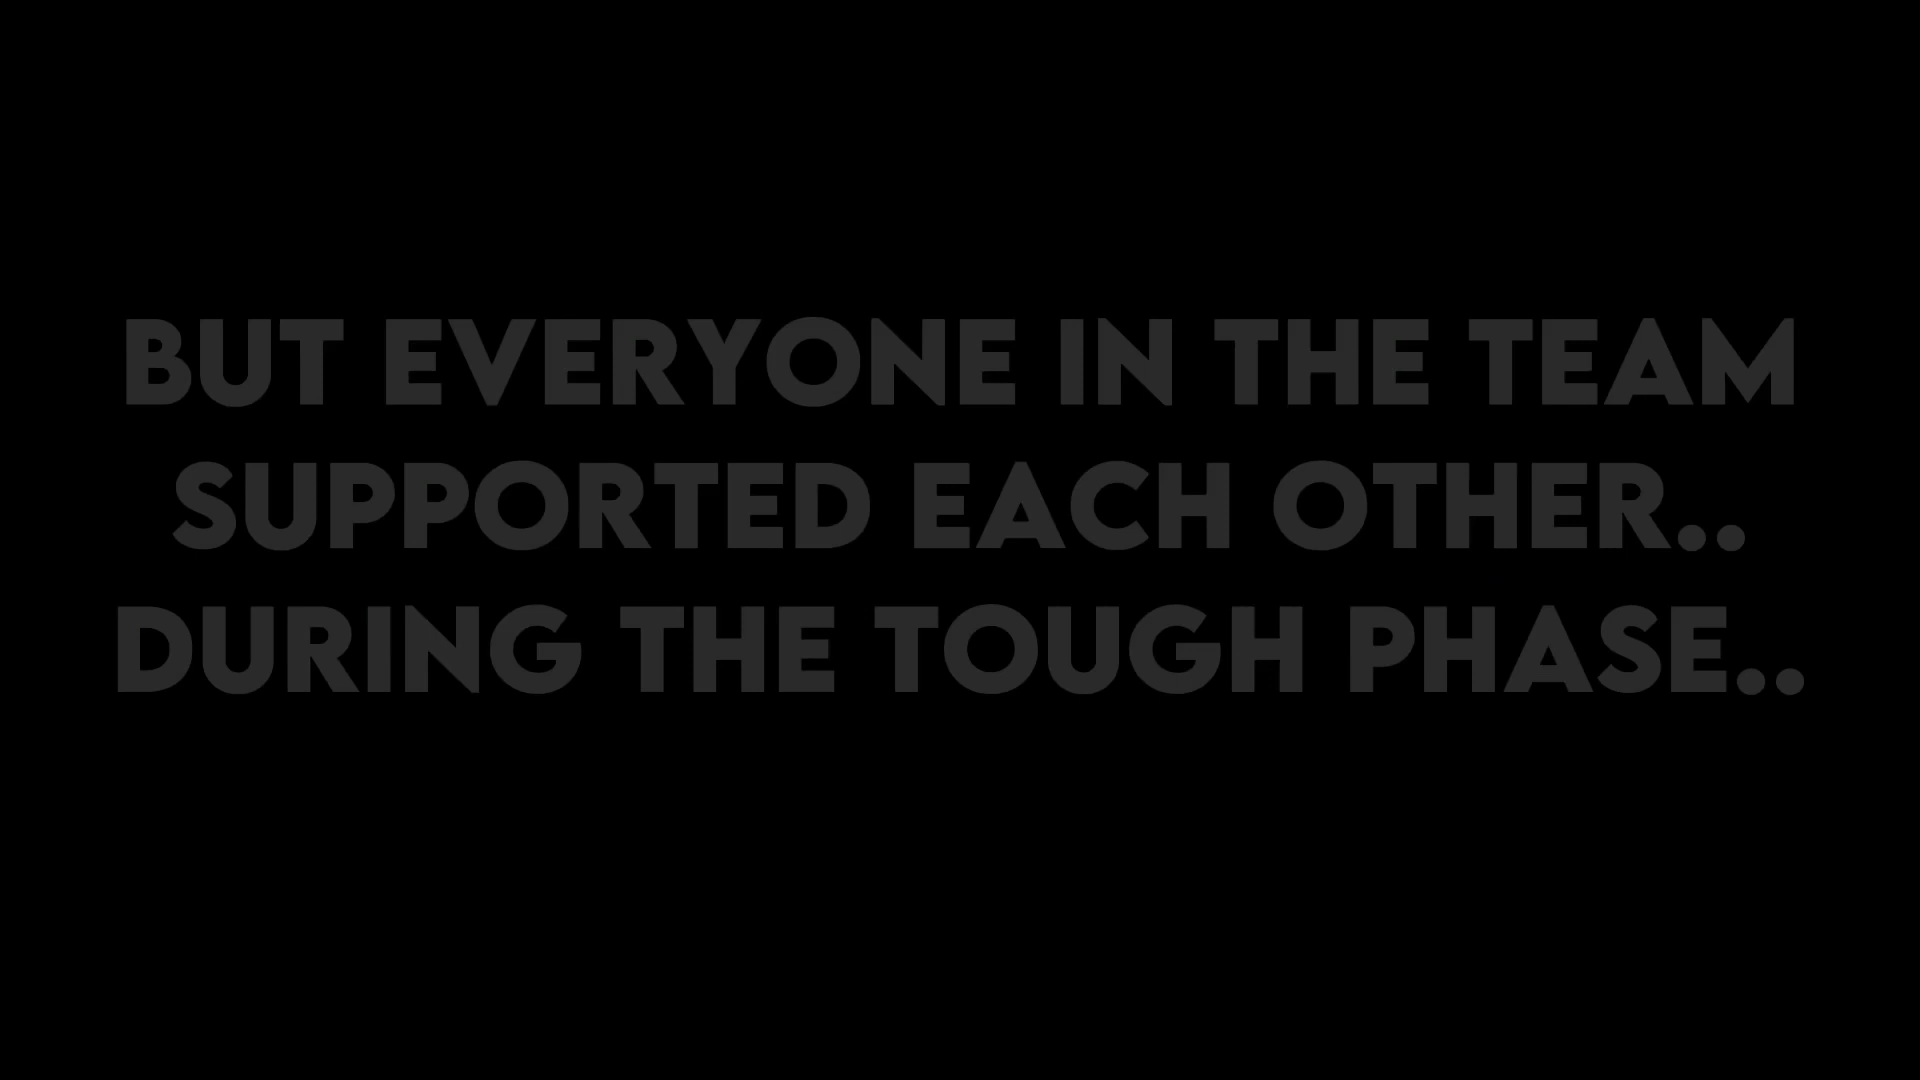 BUT EVERYONE IN THE TEAM
SUPPORTED EACH OTHER..
DURING THE TOUGH PHASE..